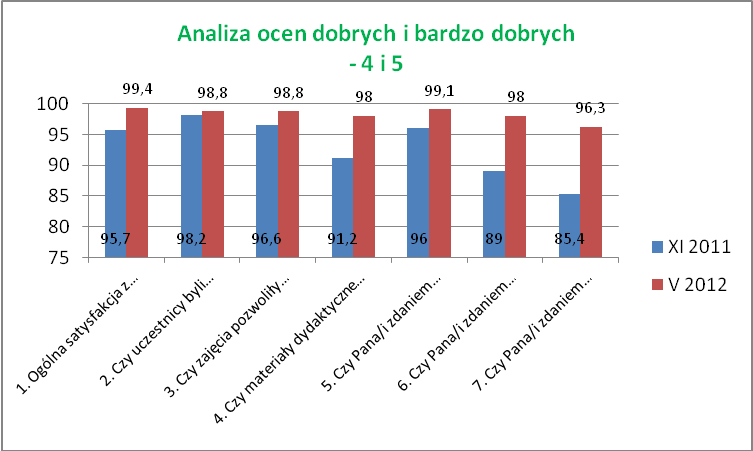 Analiza ocen dobrych i bardzo dobrych
- 4 i 5
99,4
98,8
98,8
98
99,1
98
96,3
100
95
90
85
80
75
95,7
98,2
96,6
91,2
96
89
85,4
XI 2011
V 2012
1. Ogólna satysfakcja z...
2. Czy uczestnicy byli...
3. Czy zajęcia pozwoliły...
4. Czy materiały dydaktyczne...
5. Czy Pana/i zdaniem...
6. Czy Pana/i zdaniem...
7. Czy Pana/i zdaniem...